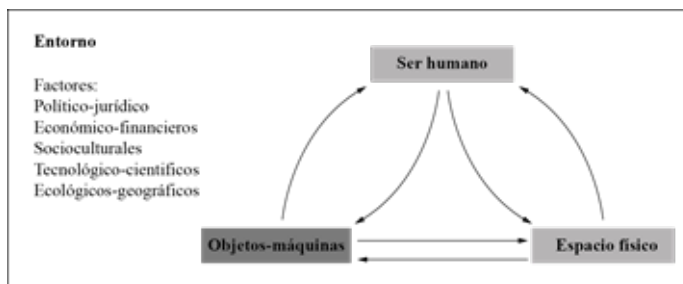 Entorno
Factores:
Político-jurídico
Económico-financieros
Socioculturales
Tecnológico-científicos
Ecológicos-geográficos
Ser humano
Objetos-máquinas
Espacio físico